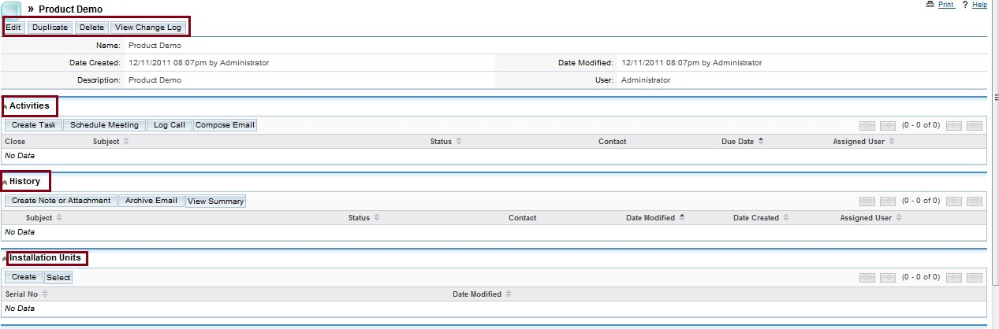 » Product Demo Print ? Help
Edit Duplicate Delete View Change Log
Name: Product Demo
Date Created: 12/11/2011 08:07pm by Administrator Date Modified: 12/11/2011 08:07pm by Administrator
Description: Product Demo User: Administrator
Activities
Create Task Schedule Meeting Log Call Compose Email (0 - 0 of 0)
Close Subject Status Contact Due Date Assigned User
No Data
History
Create Note or Attachment Archive Email View Summary (0 - 0 of 0)
Subject Status Contact Date Modified Date Created Assigned User
No Data
Installation Units
Create Select (0 - 0 of 0)
Serial No Date Modified
No Data